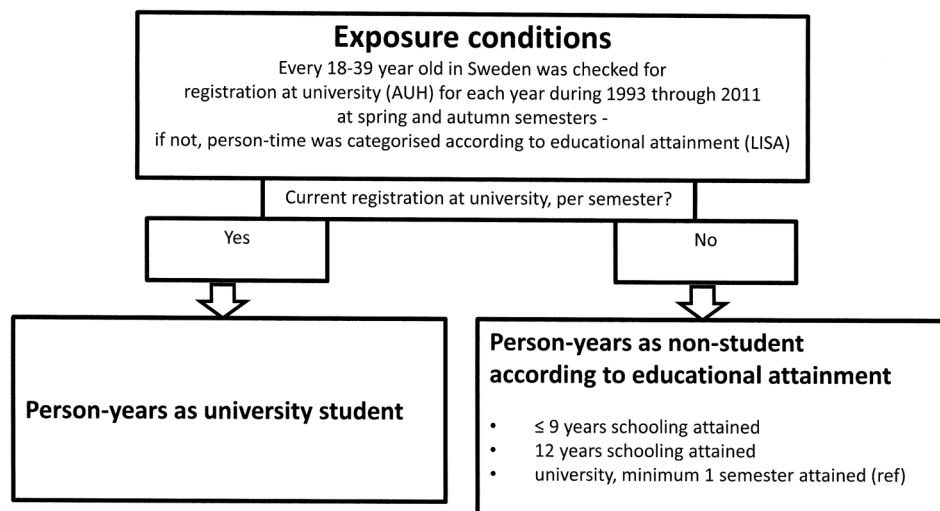 Exposure conditions
Every 18-39 year old in Sweden was checked for
registration at university (AUH) for each year during 1993 through 2011
at spring and autumn semesters -
if not, person-time was categorised according to educational attainment (LISA)
Current registration at university, per semester?
Yes
No
Person-years as university student
Person-years as non-student
according to educational attainment
• ≤ 9 years schooling attained
• 12 years schooling attained
• university, minimum 1 semester attained (ref)